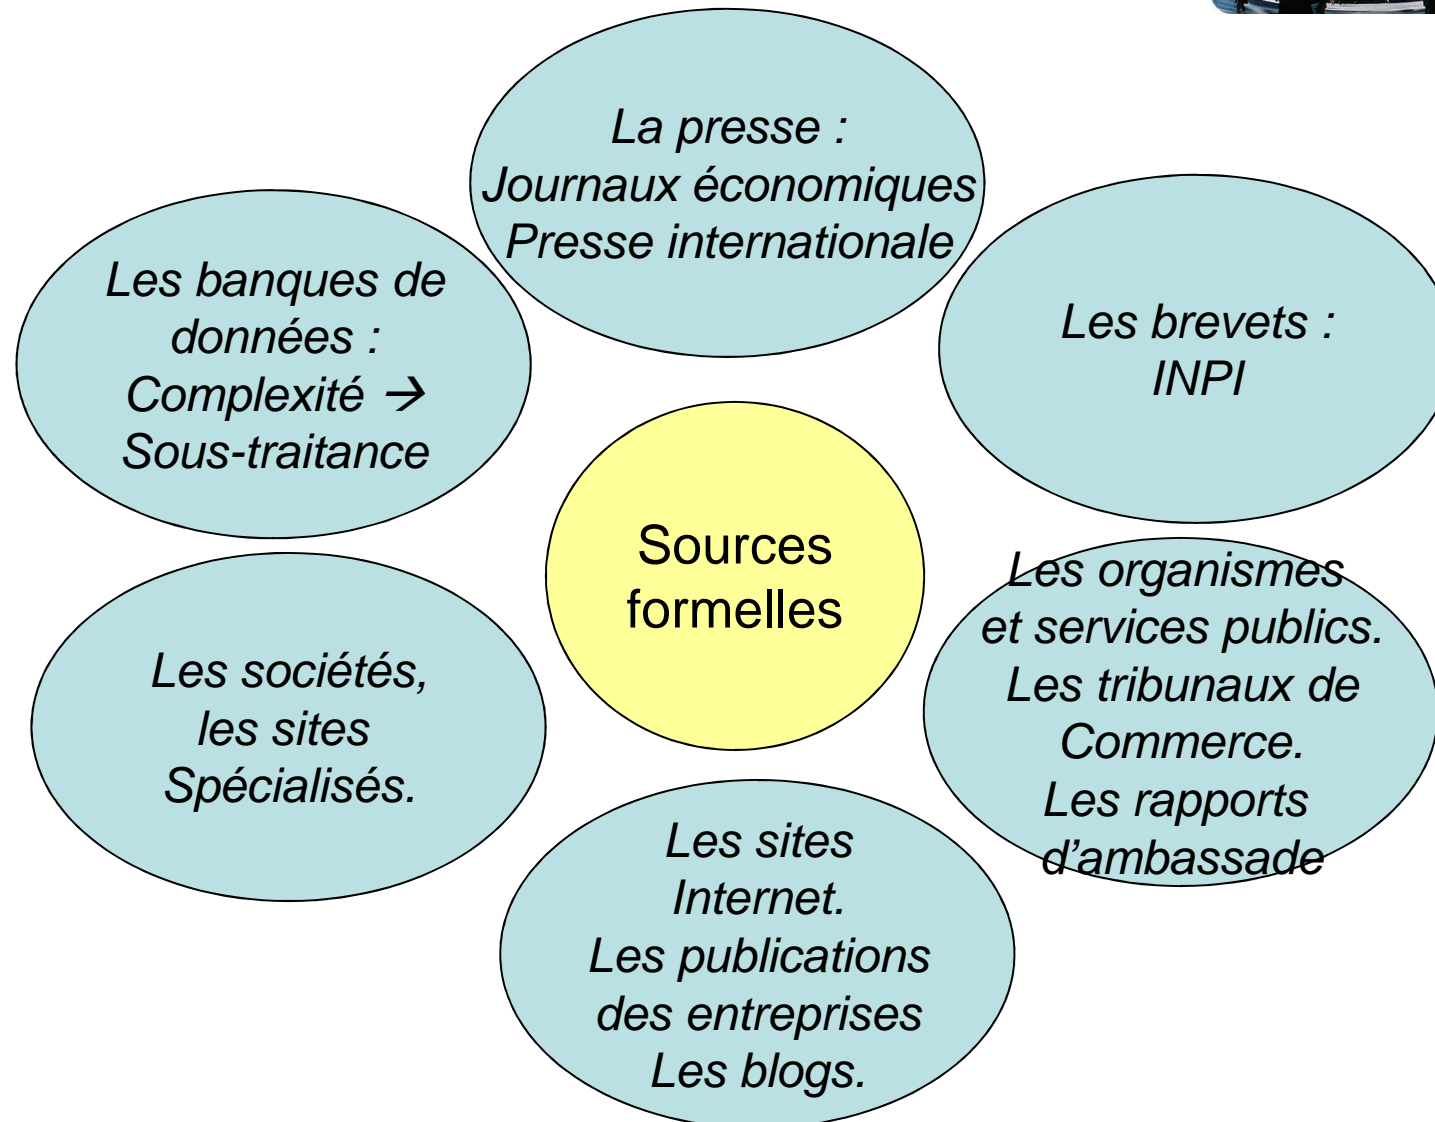 La presse :
Journaux économiques
Presse internationale
Les banques de
données :
Complexité →
Sous-traitance
Les brevets :
INPI
Sources
formelles
Les organismes
et services publics.
Les tribunaux de
Commerce.
Les rapports
d’ambassade
Les sociétés,
les sites
Spécialisés.
Les sites
Internet.
Les publications
des entreprises
Les blogs.